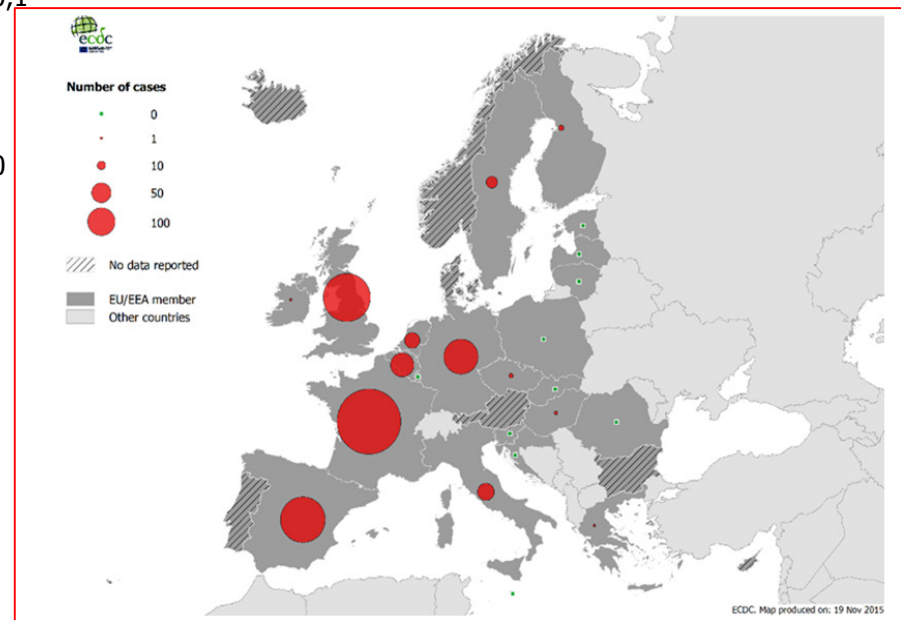 ecdc
Number of cases
0
1
10
50
100
No data reported
EU/EEA member
Other countries
ECDC. Map produced on: 19 Nov 2015